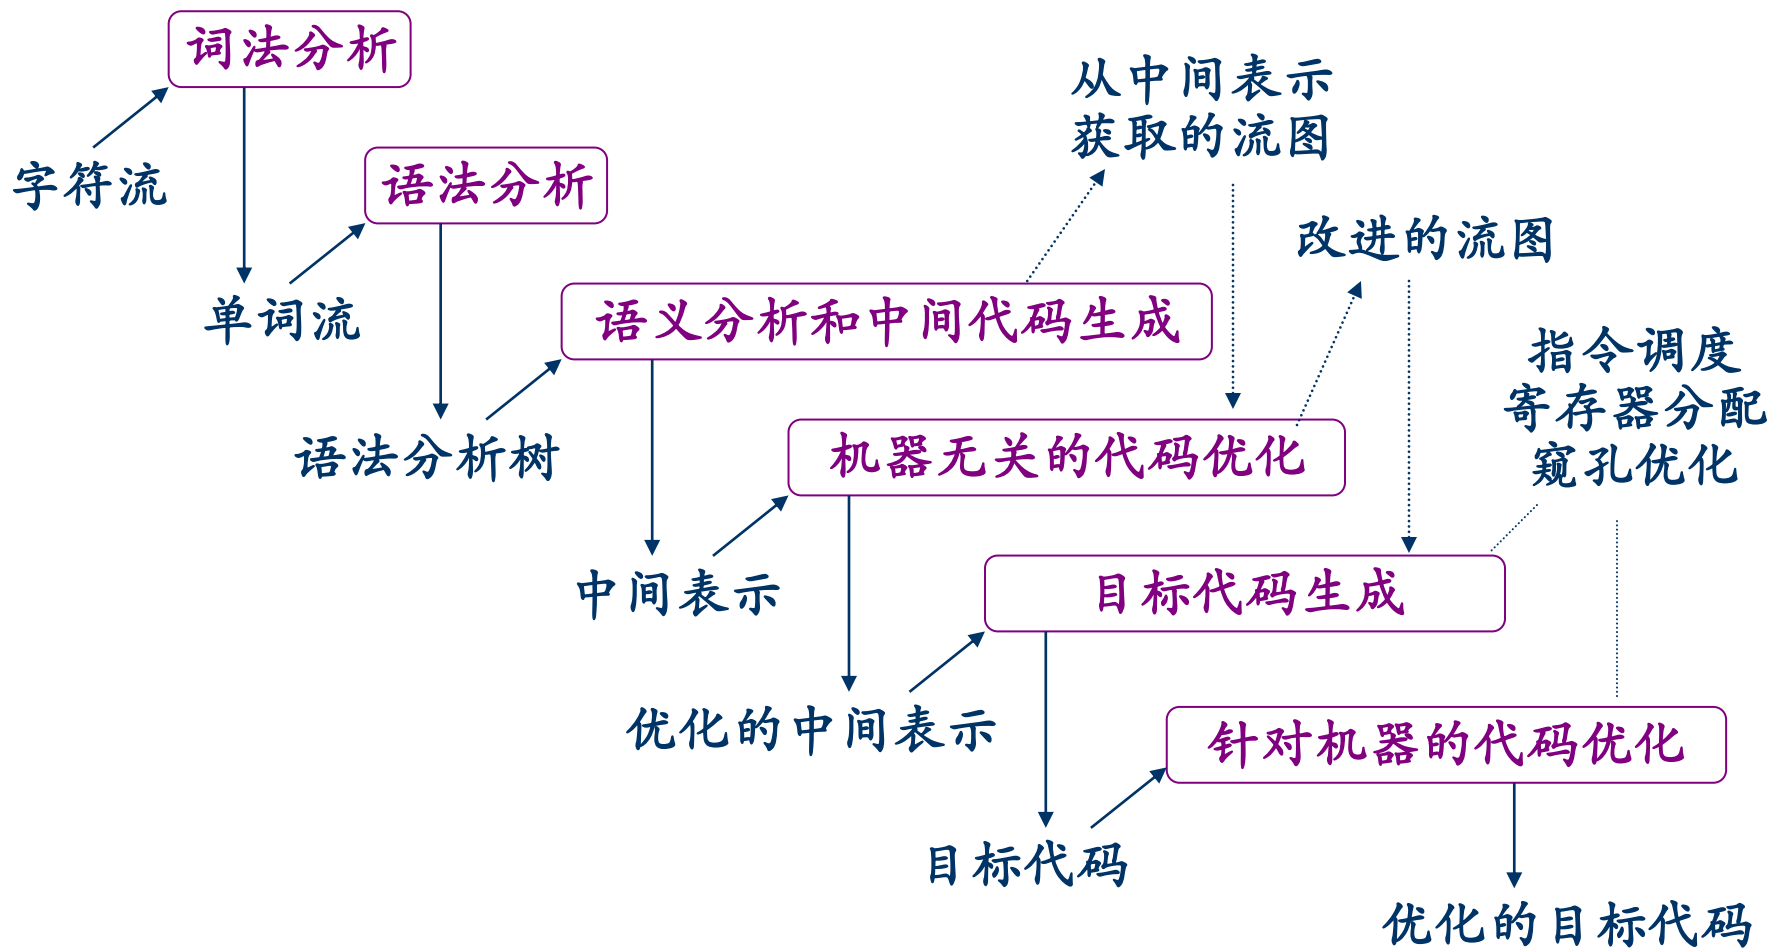 词法分析
字符流
从中间表示
获取的流图
语法分析
单词流
改进的流图
语义分析和中间代码生成
语法分析树
指令调度
寄存器分配
窥孔优化
机器无关的代码优化
中间表示
目标代码生成
优化的中间表示
针对机器的代码优化
目标代码
优化的目标代码